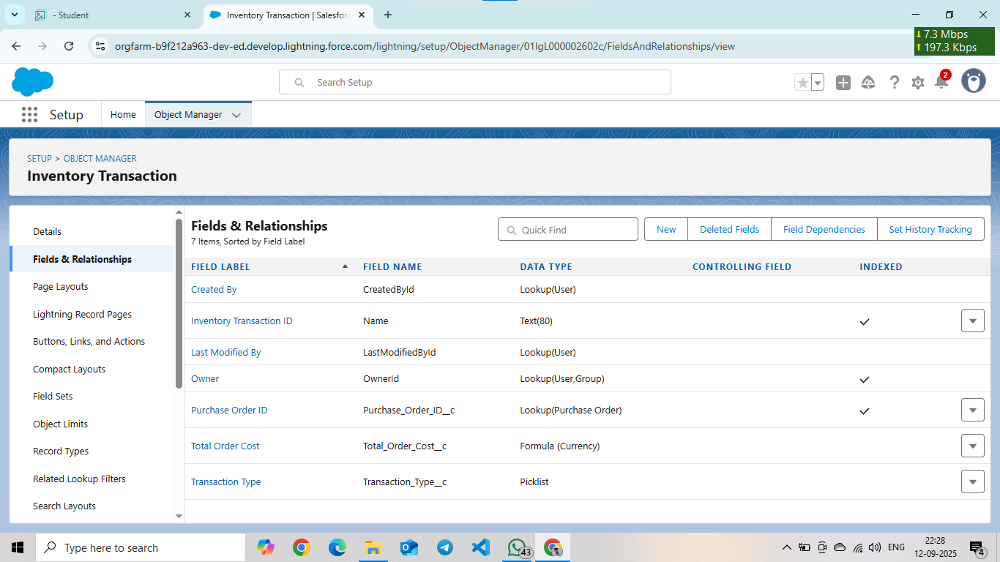 - Student
Inventory Transaction | Salesfor
orgfarm-b9f212a963-dev-ed.develop.lightning.force.com/lightning/setup/ObjectManager/01IgL000002602c/FieldsAndRelationships/view
7.3 Mbps
197.3 Kbps
Search Setup
2
Setup
Home
Object Manager
SETUP > OBJECT MANAGER
Inventory Transaction
Details
Fields & Relationships
Page Layouts
Lightning Record Pages
Buttons, Links, and Actions
Compact Layouts
Field Sets
Object Limits
Record Types
Related Lookup Filters
Search Layouts
Fields & Relationships
7 Items, Sorted by Field Label
Quick Find
New
Deleted Fields
Field Dependencies
Set History Tracking
FIELD LABEL FIELD NAME DATA TYPE CONTROLLING FIELD INDEXED
Created By CreatedById Lookup(User)
Inventory Transaction ID Name Text(80)
Last Modified By LastModifiedById Lookup(User)
Owner OwnerId Lookup(User,Group)
Purchase Order ID Purchase_Order_ID__c Lookup(Purchase Order)
Total Order Cost Total_Order_Cost__c Formula (Currency)
Transaction Type Transaction_Type__c Picklist
Type here to search
43
ENG
22:28
12-09-2025
4